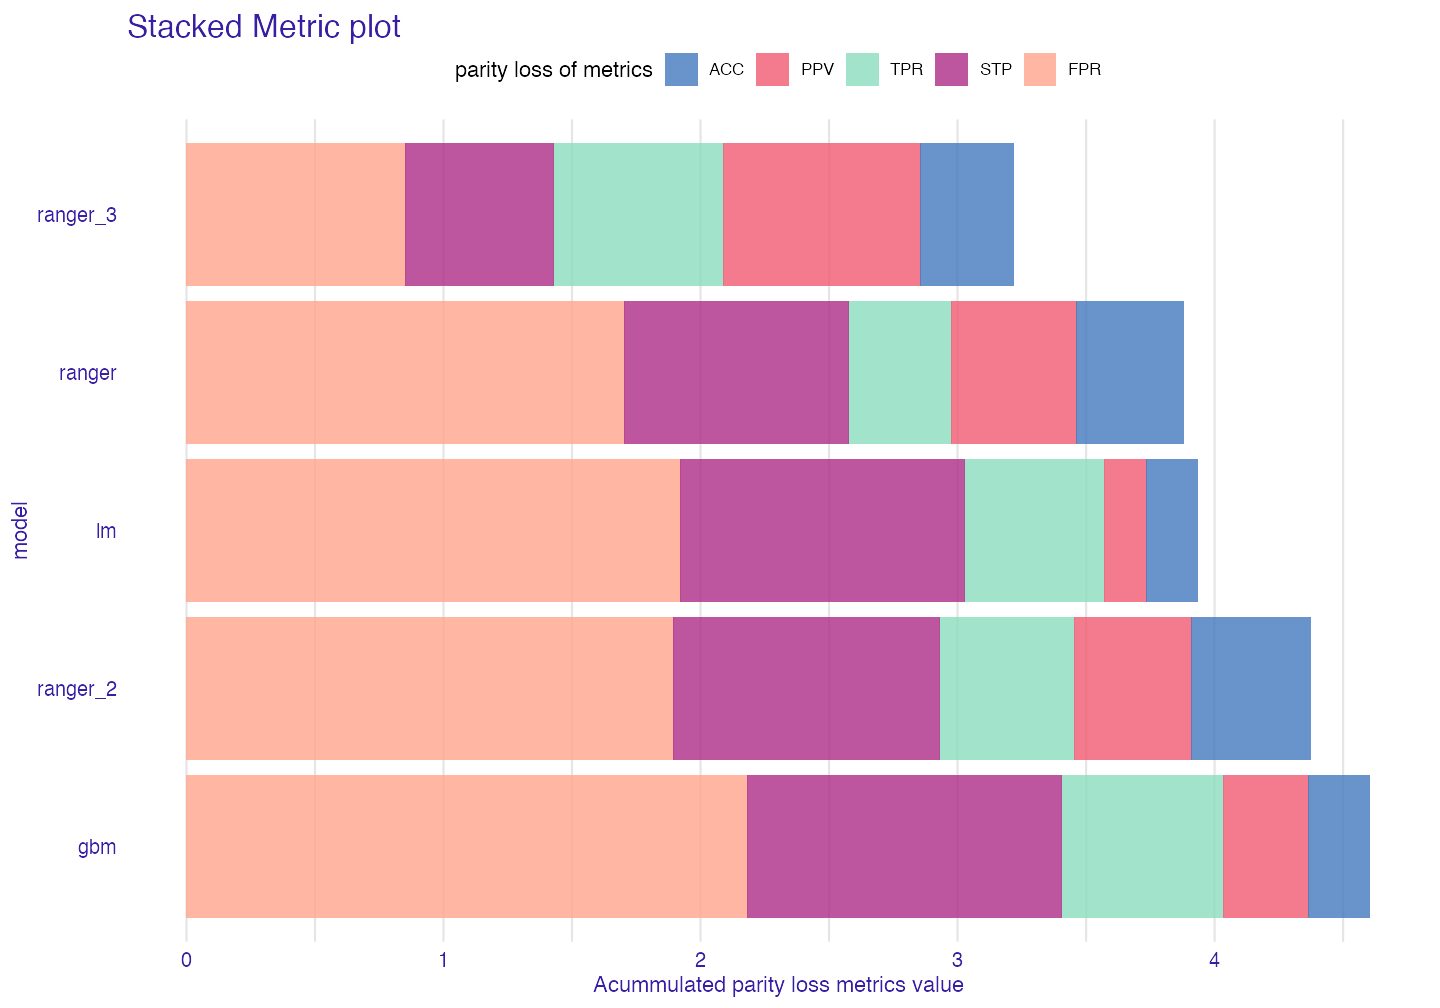 Stacked Metric plot
parity loss of metrics ACC PPV TPR STP FPR
ranger_3
ranger
lm
ranger_2
gbm
model
0 1 2 3 4
Acummulated parity loss metrics value